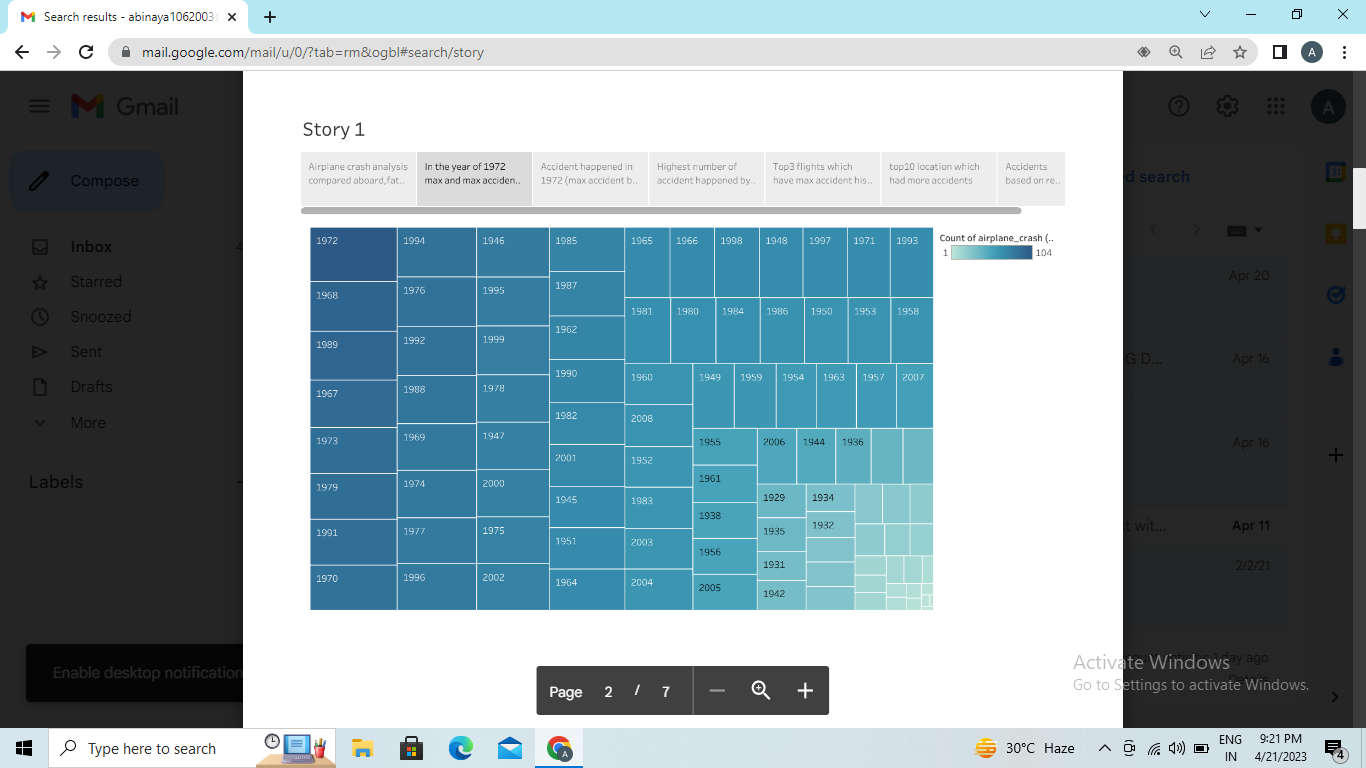 Search results - abinaya1062003
mail.google.com/mail/u/0/?tab=rm&ogbl#search/story
A
Gmail
A
Compose
Inbox
Starred
Snoozed
Sent
Drafts
More
Labels
Enable desktop notification
d search
Apr 20
G D...
Apr 16
Apr 16
t wit...
Apr 11
2/2/21
Story 1
Airplane crash analysis
compared aboard,fat..
In the year of 1972
max and max acciden..
Accident happened in
1972 (max accident b..
Highest number of
accident happened by..
Top3 flights which
have max accident his..
top10 location which
had more accidents
Accidents
based on re..
Count of airplane_crash (..
1 104
1972 1994 1946 1985 1965 1966 1998 1948 1997 1971 1993
1968 1976 1995 1987
1981 1980 1984 1986 1950 1953 1958
1989 1992 1999 1962
1967 1988 1978 1990 1960 1949 1959 1954 1963 1957 2007
1982 2008
1973 1969 1947 1955 2006 1944 1936
2001 1952
1979 1974 2000 1961
1945 1983 1929 1934
1938
1991 1977 1975 1935 1932
1951 2003 1956
1931
1970 1996 2002 1964 2004 2005 1942
Page 2 / 7
Activate Windows
Go to Settings to activate Windows.
day ago
Type here to search
30°C Haze
ENG
IN
9:21 PM
4/21/2023
4